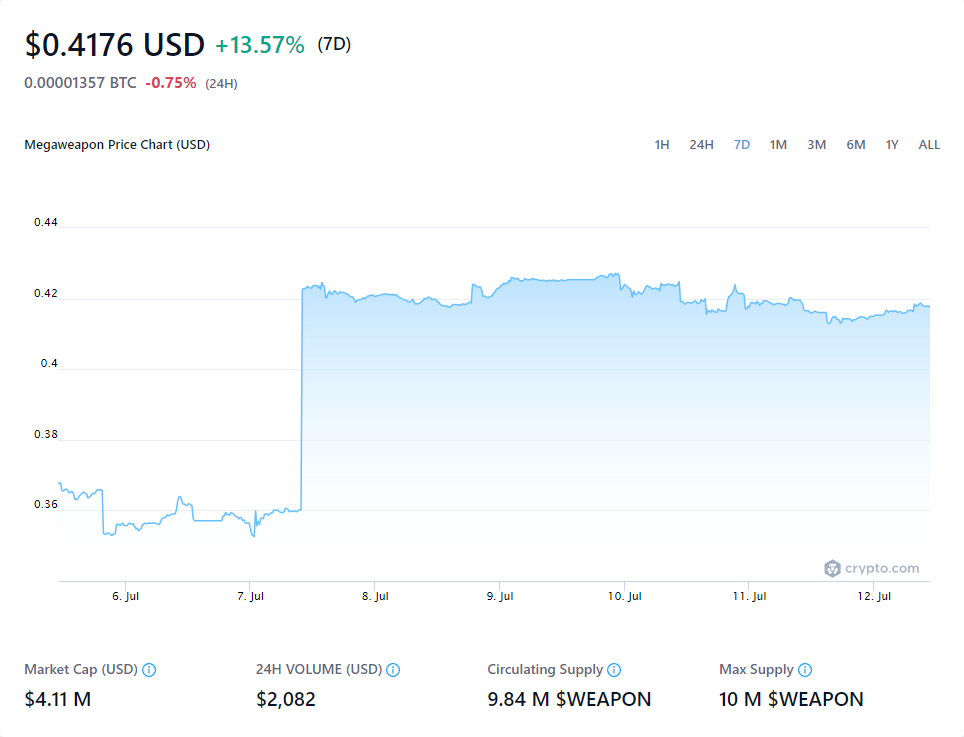 $0.4176 USD +13.57% (7D)
0.00001357 BTC -0.75% (24H)
Megaweapon Price Chart (USD) 1H 24H 7D 1M 3M 6M 1Y ALL
0.44
0.42
0.4
0.38
0.36
crypto.com
6. Jul 7. Jul 8. Jul 9. Jul 10. Jul 11. Jul 12. Jul
Market Cap (USD) 24H VOLUME (USD) Circulating Supply Max Supply
$4.11 M $2,082 9.84 M $WEAPON 10 M $WEAPON